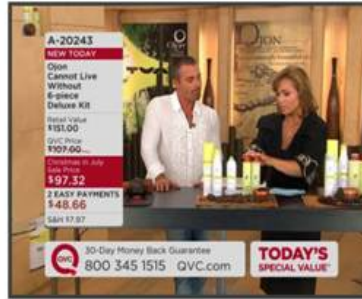 A-20243
NEW TODAY
Ojon
Cannot Live
Without
6-piece
Deluxe Kit
Retail Value
$151.00
QVC Price
$107.00
Christmas in July
Sale Price
$97.32
2 EASY PAYMENTS
$48.66
S&H $7.97
OJON
QVC
30-Day Money Back Guarantee
800 345 1515 QVC.com
TODAY'S
SPECIAL VALUE